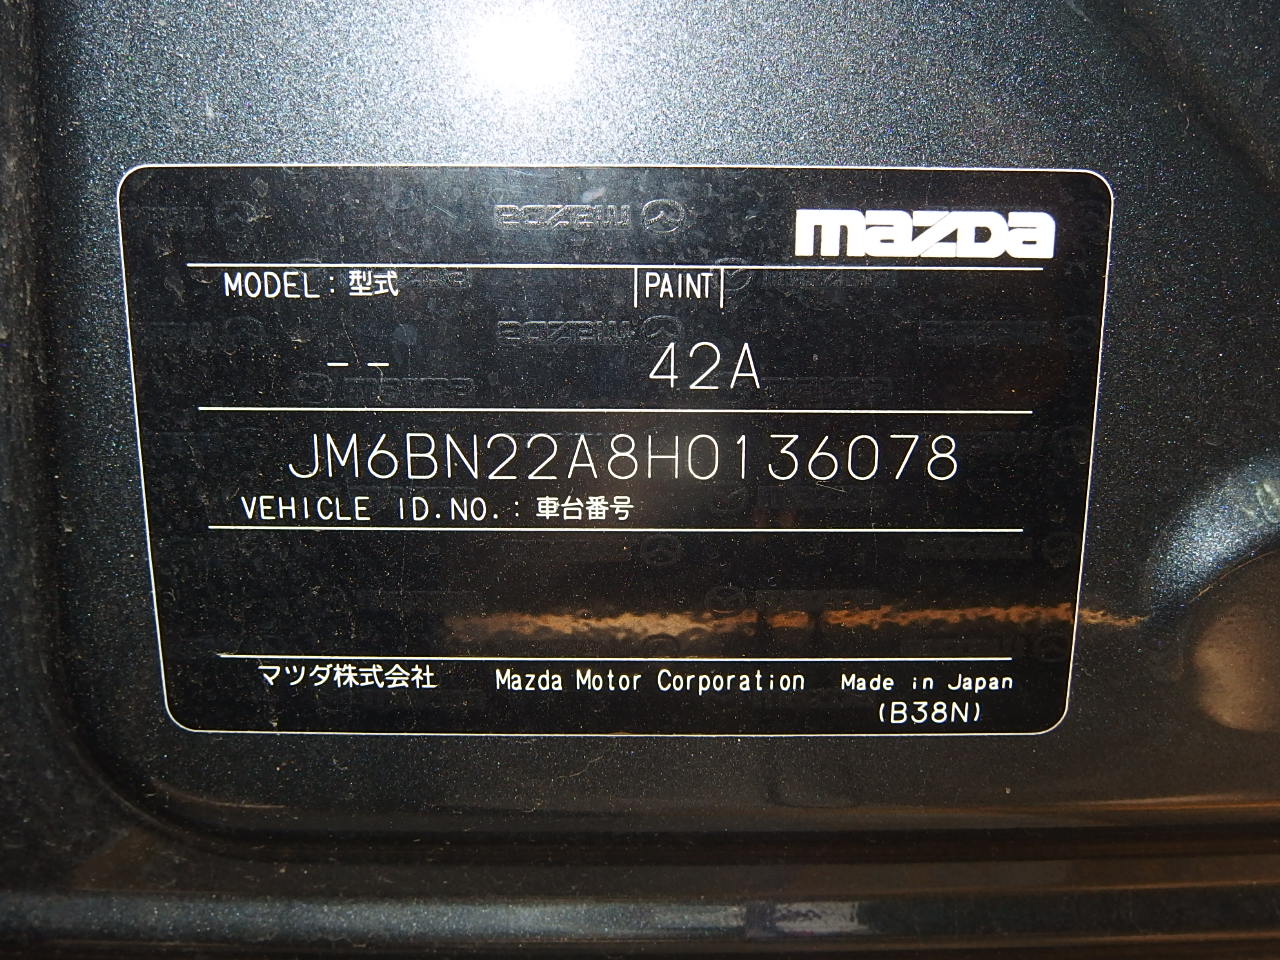 mazda
MODEL : 型式 PAINT
-- 42A
JM6BN22A8H0136078
VEHICLE ID.NO. : 車台番号
マツダ株式会社 Mazda Motor Corporation Made in Japan
(B38N)